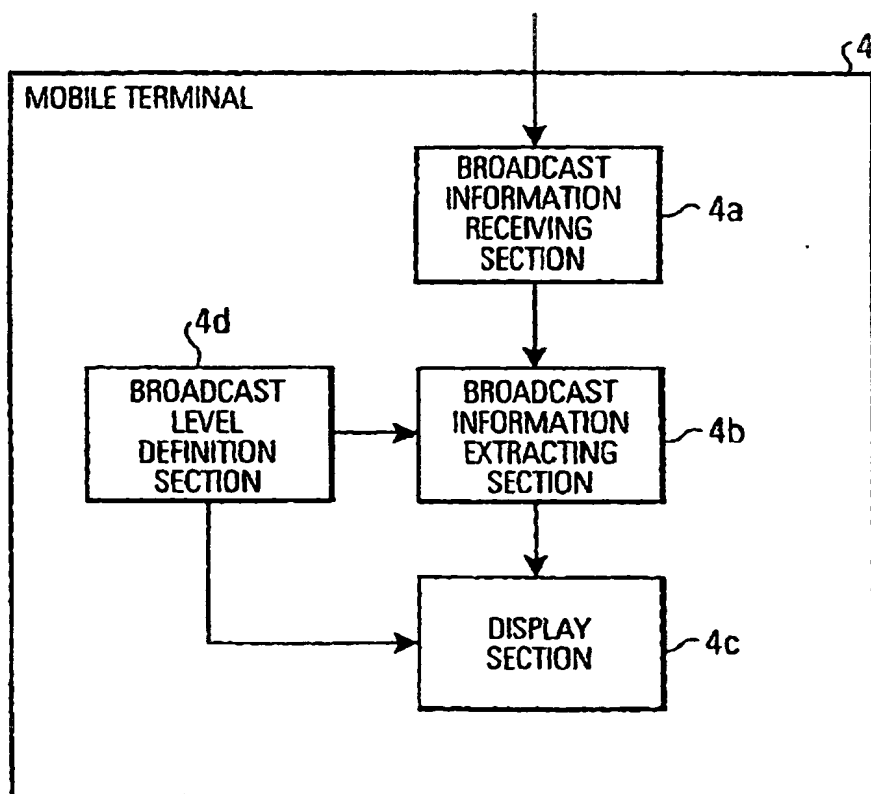 4
MOBILE TERMINAL
BROADCAST
INFORMATION
RECEIVING
SECTION
4a
4d
BROADCAST
LEVEL
DEFINITION
SECTION
BROADCAST
INFORMATION
EXTRACTING
SECTION
4b
DISPLAY
SECTION
4c